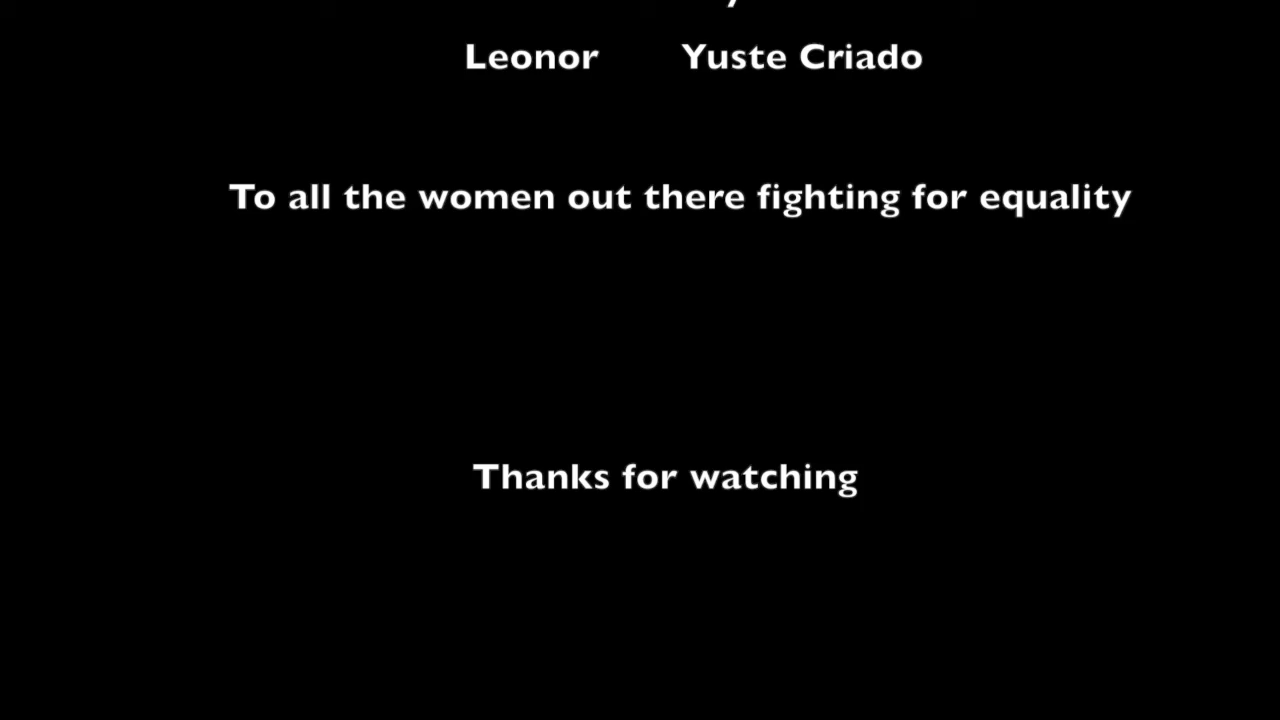 Leonor Yuste Criado
To all the women out there fighting for equality
Thanks for watching